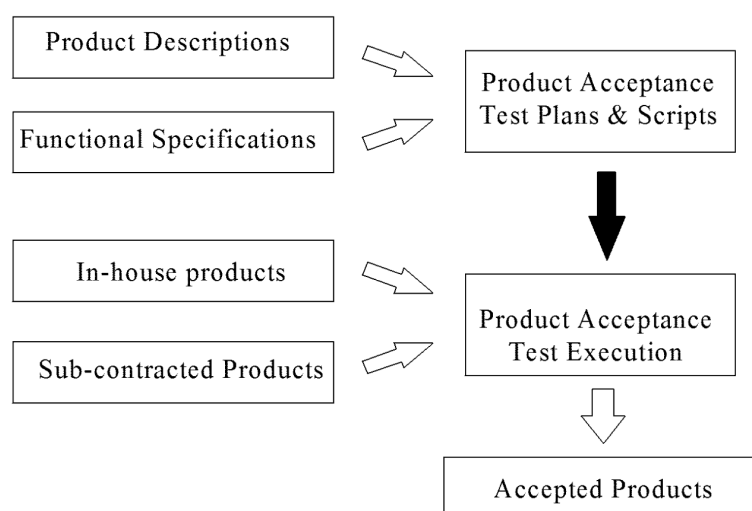 Product Descriptions
Product Acceptance
Test Plans & Scripts
Functional Specifications
In-house products
Product Acceptance
Test Execution
Sub-contracted Products
Accepted Products